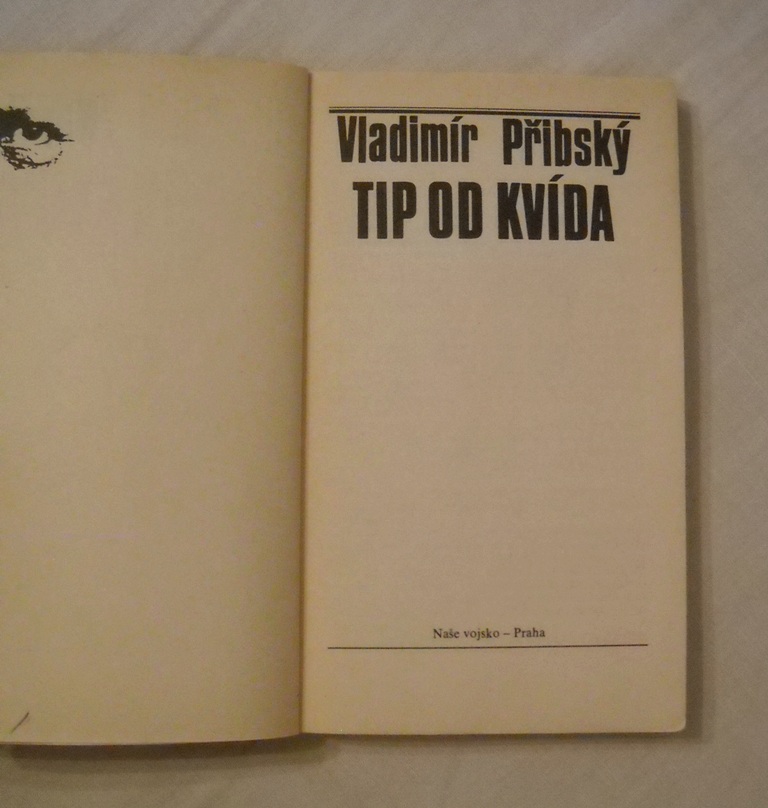 Vladimír Přibský
TIP OD KVÍDA
Naše vojsko – Praha